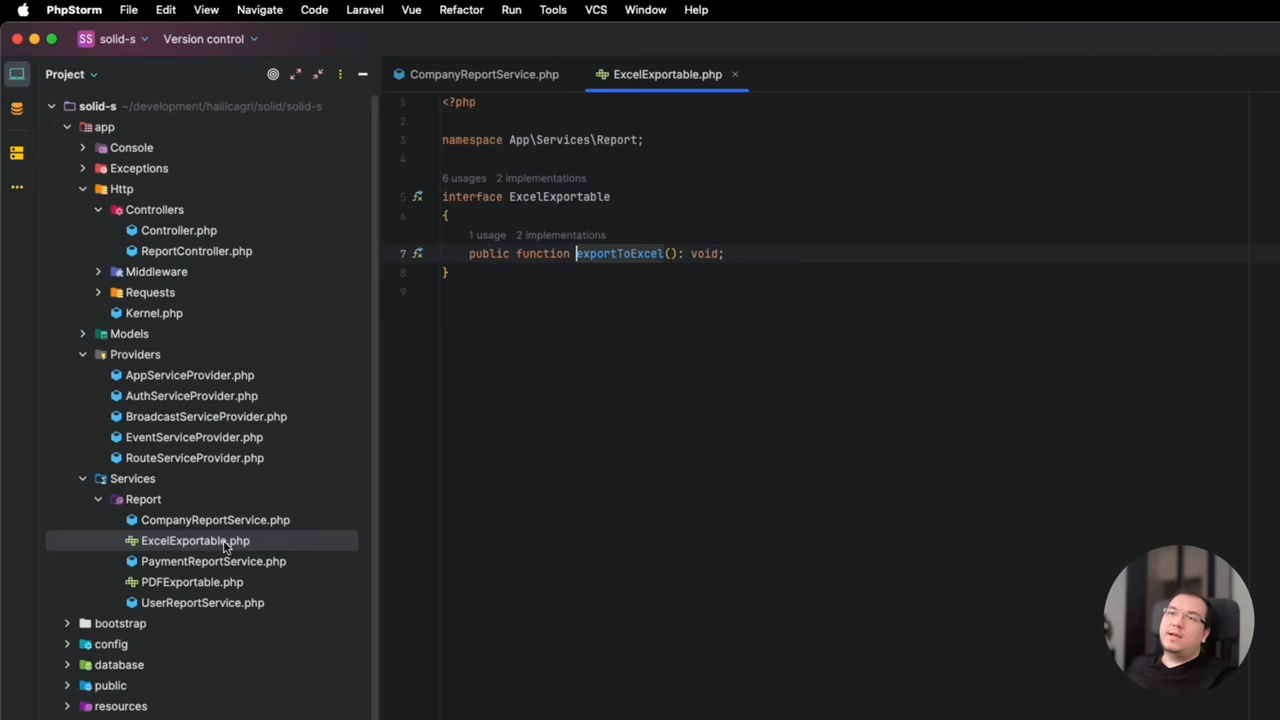 PhpStorm File Edit View Navigate Code Laravel Vue Refactor Run Tools VCS Window Help
SS solid-s Version control
Project
CompanyReportService.php
ExcelExportable.php
solid-s ~/development/halilcagri/solid/solid-s
app
Console
Exceptions
Http
Controllers
Controller.php
ReportController.php
Middleware
Requests
Kernel.php
Models
Providers
AppServiceProvider.php
AuthServiceProvider.php
BroadcastServiceProvider.php
EventServiceProvider.php
RouteServiceProvider.php
Services
Report
CompanyReportService.php
ExcelExportable.php
PaymentReportService.php
PDFExportable.php
UserReportService.php
bootstrap
config
database
public
resources
1 <?php
2
3 namespace App\Services\Report;
4
6 usages 2 implementations
5 interface ExcelExportable
6 {
1 usage 2 implementations
7 public function exportToExcel(): void;
8 }
9